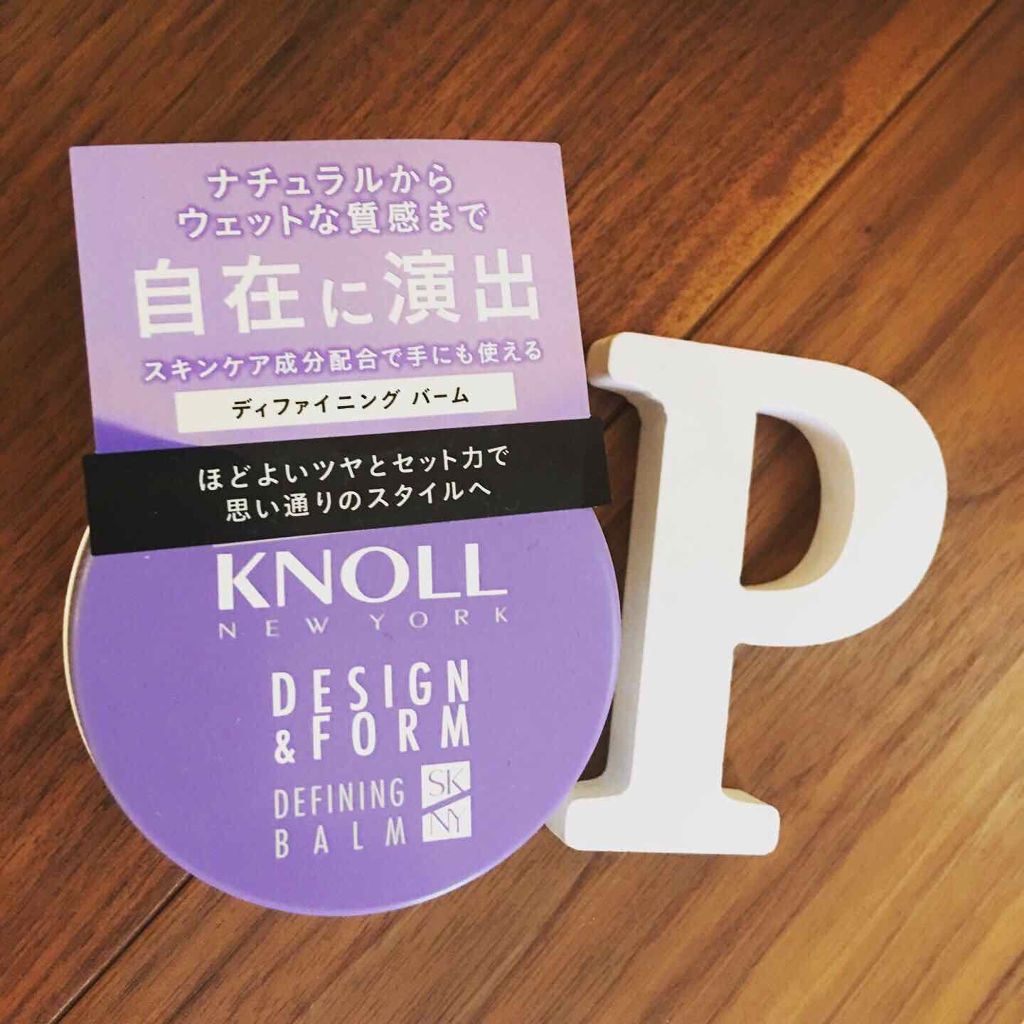 ナチュラルから
ウェットな質感まで
自在に演出
スキンケア成分配合で手にも使える
ディファイニング バーム
ほどよいツヤとセット力で
思い通りのスタイルへ
KNOLL
NEW YORK
DESIGN
&FORM
DEFINING
BALM
SK
NY
P